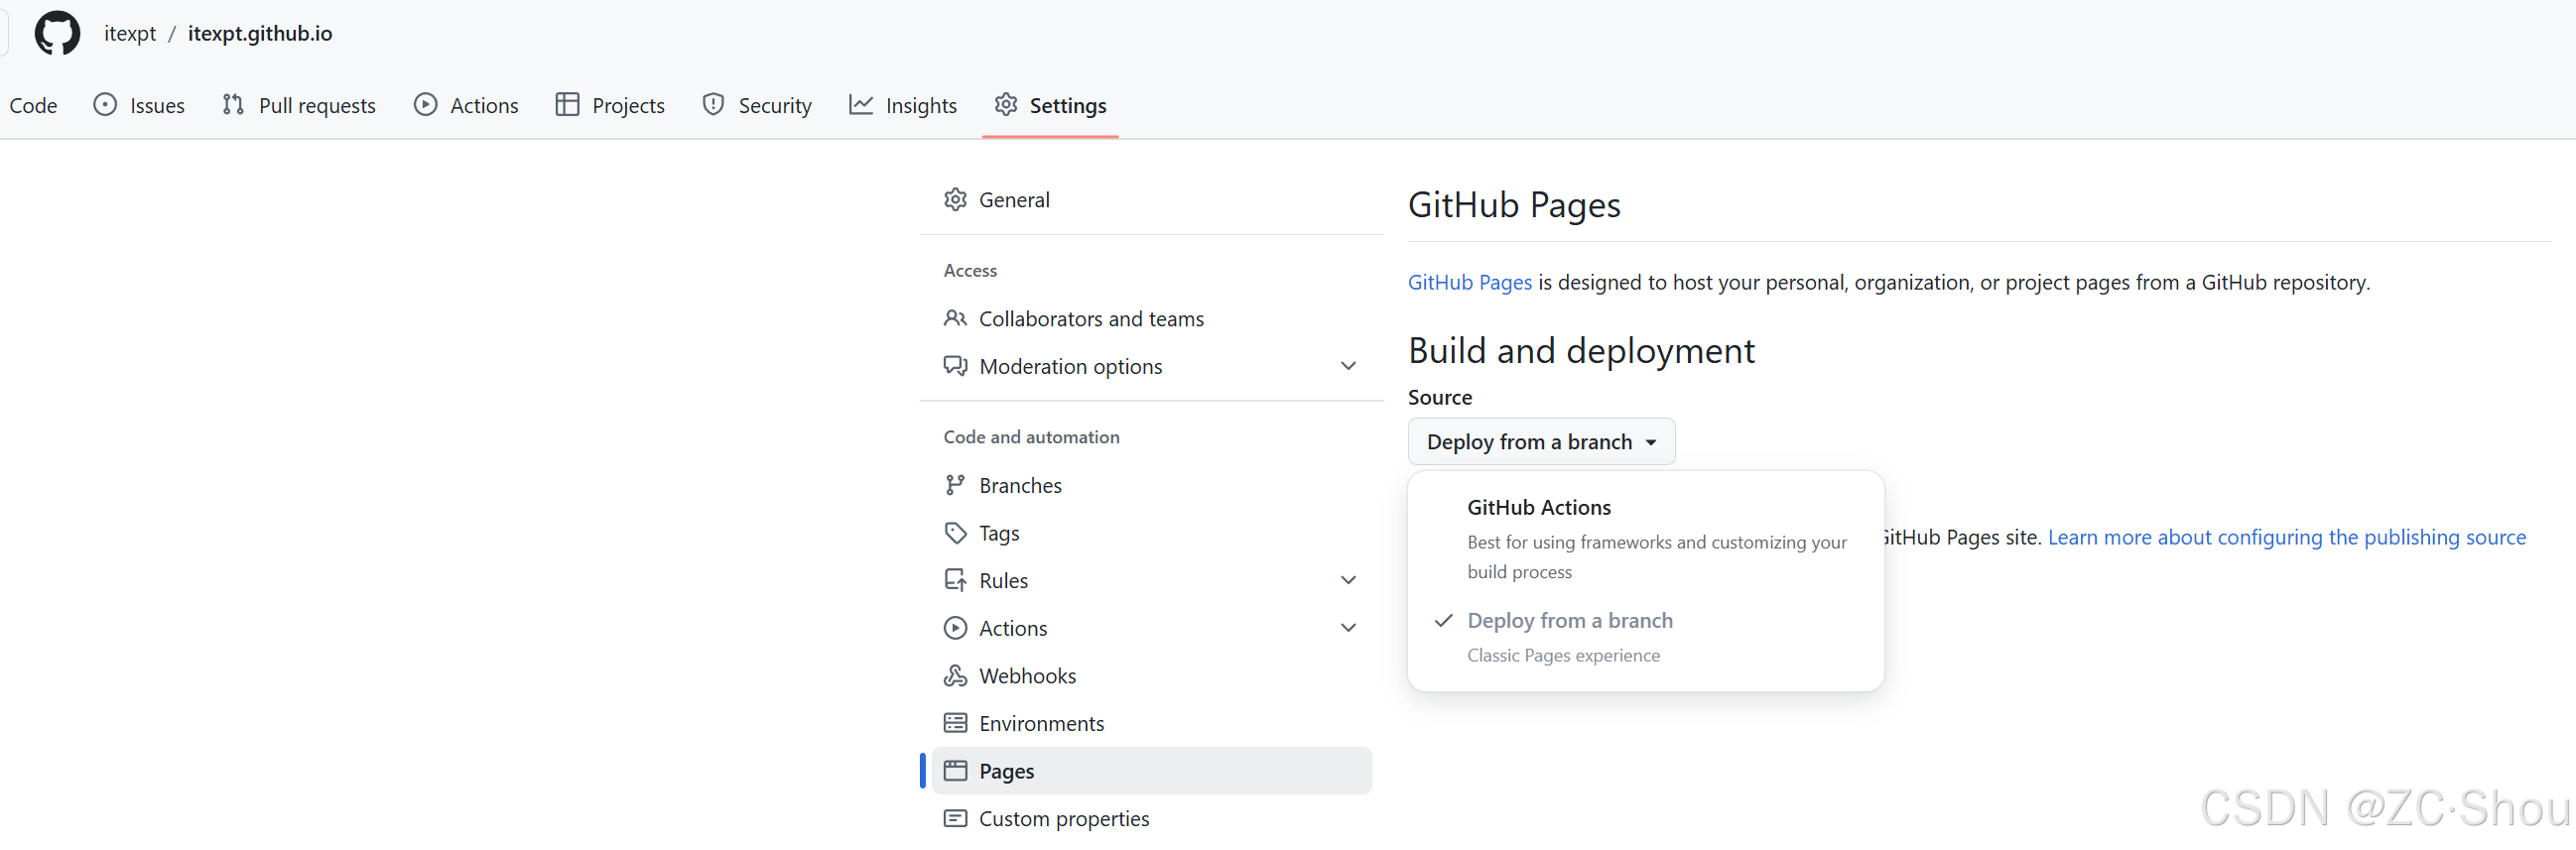 itexpt / itexpt.github.io
Code Issues Pull requests Actions Projects Security Insights Settings
General
Access
Collaborators and teams
Moderation options
Code and automation
Branches
Tags
Rules
Actions
Webhooks
Environments
Pages
Custom properties
GitHub Pages
GitHub Pages is designed to host your personal, organization, or project pages from a GitHub repository.
Build and deployment
Source
Deploy from a branch
GitHub Actions
Best for using frameworks and customizing your
build process
Deploy from a branch
Classic Pages experience
GitHub Pages site. Learn more about configuring the publishing source
CSDN @ZC·Shou